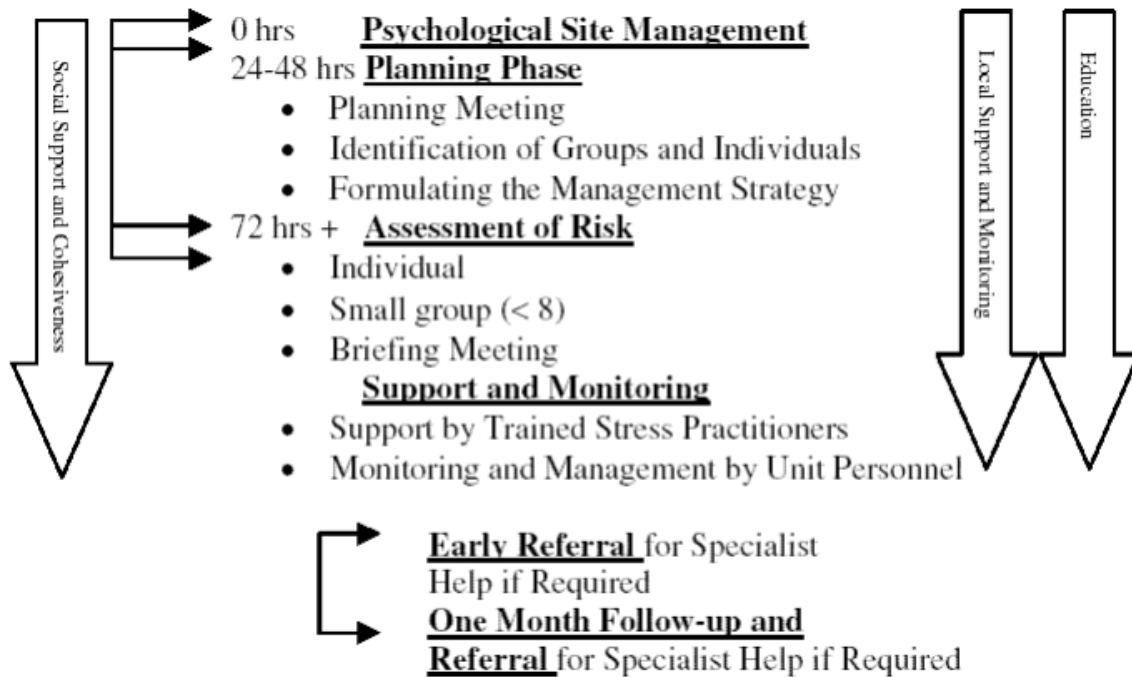 Social Support and Cohesiveness
0 hrs Psychological Site Management
24-48 hrs Planning Phase
• Planning Meeting
• Identification of Groups and Individuals
• Formulating the Management Strategy
72 hrs + Assessment of Risk
• Individual
• Small group (< 8)
• Briefing Meeting
Support and Monitoring
• Support by Trained Stress Practitioners
• Monitoring and Management by Unit Personnel
Early Referral for Specialist
Help if Required
One Month Follow-up and
Referral for Specialist Help if Required
Local Support and Monitoring
Education